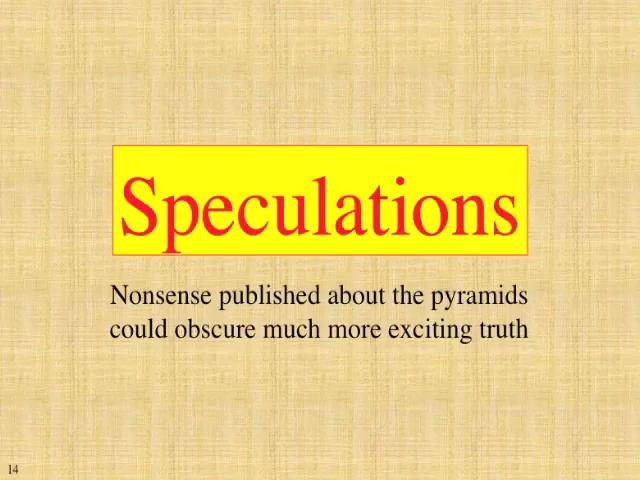 Speculations
Nonsense published about the pyramids
could obscure much more exciting truth
14